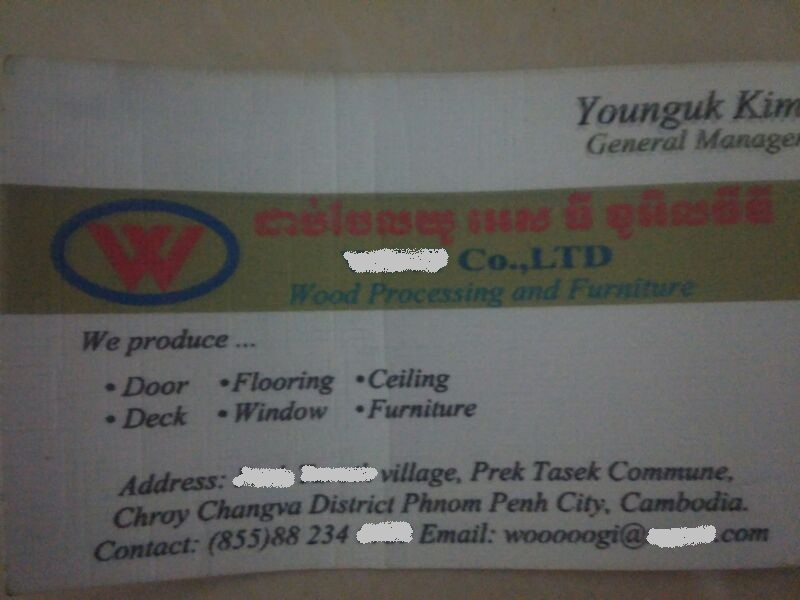 Younguk Kim
General Manager
W
Co.,LTD
Wood Processing and Furniture
We produce ...
• Door • Flooring • Ceiling
• Deck • Window • Furniture
Address: village, Prek Tasek Commune,
Chroy Changva District Phnom Penh City, Cambodia.
Contact: (855)88 234 Email: wooooogi@ .com